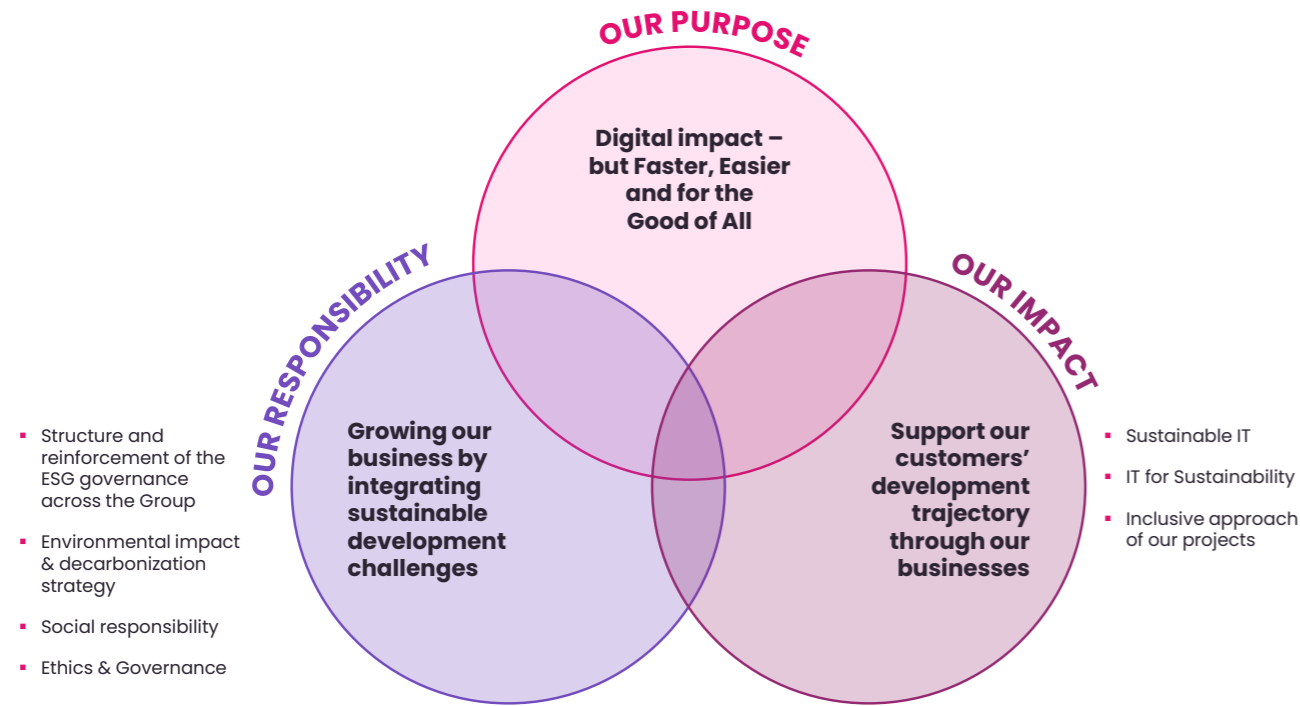 OUR PURPOSE
Digital impact –
but Faster, Easier
and for the
Good of All
OUR RESPONSIBILITY
Growing our
business by
integrating
sustainable
development
challenges
▪ Structure and
reinforcement of the
ESG governance
across the Group
▪ Environmental impact
& decarbonization
strategy
▪ Social responsibility
▪ Ethics & Governance
OUR IMPACT
Support our
customers’
development
trajectory
through our
businesses
▪ Sustainable IT
▪ IT for Sustainability
▪ Inclusive approach
of our projects